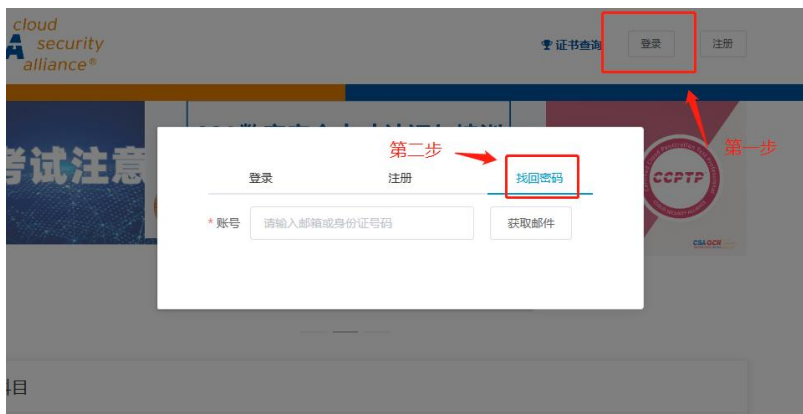 cloud
security
alliance®
证书查询
登录
注册
第一步
考试注意
第二步
登录
注册
找回密码
* 账号
请输入邮箱或身份证号码
获取邮件
CCPTP
CSA GCR
科目